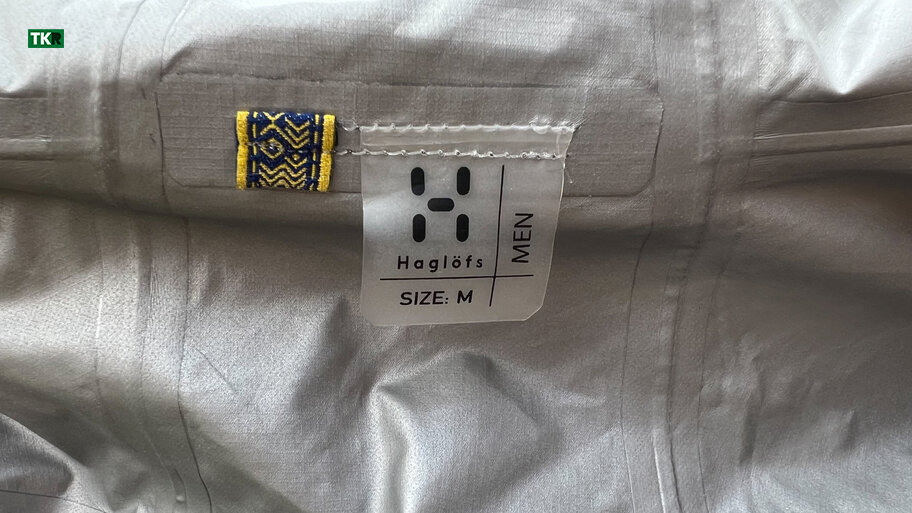 TKR
Haglöfs
MEN
SIZE: M